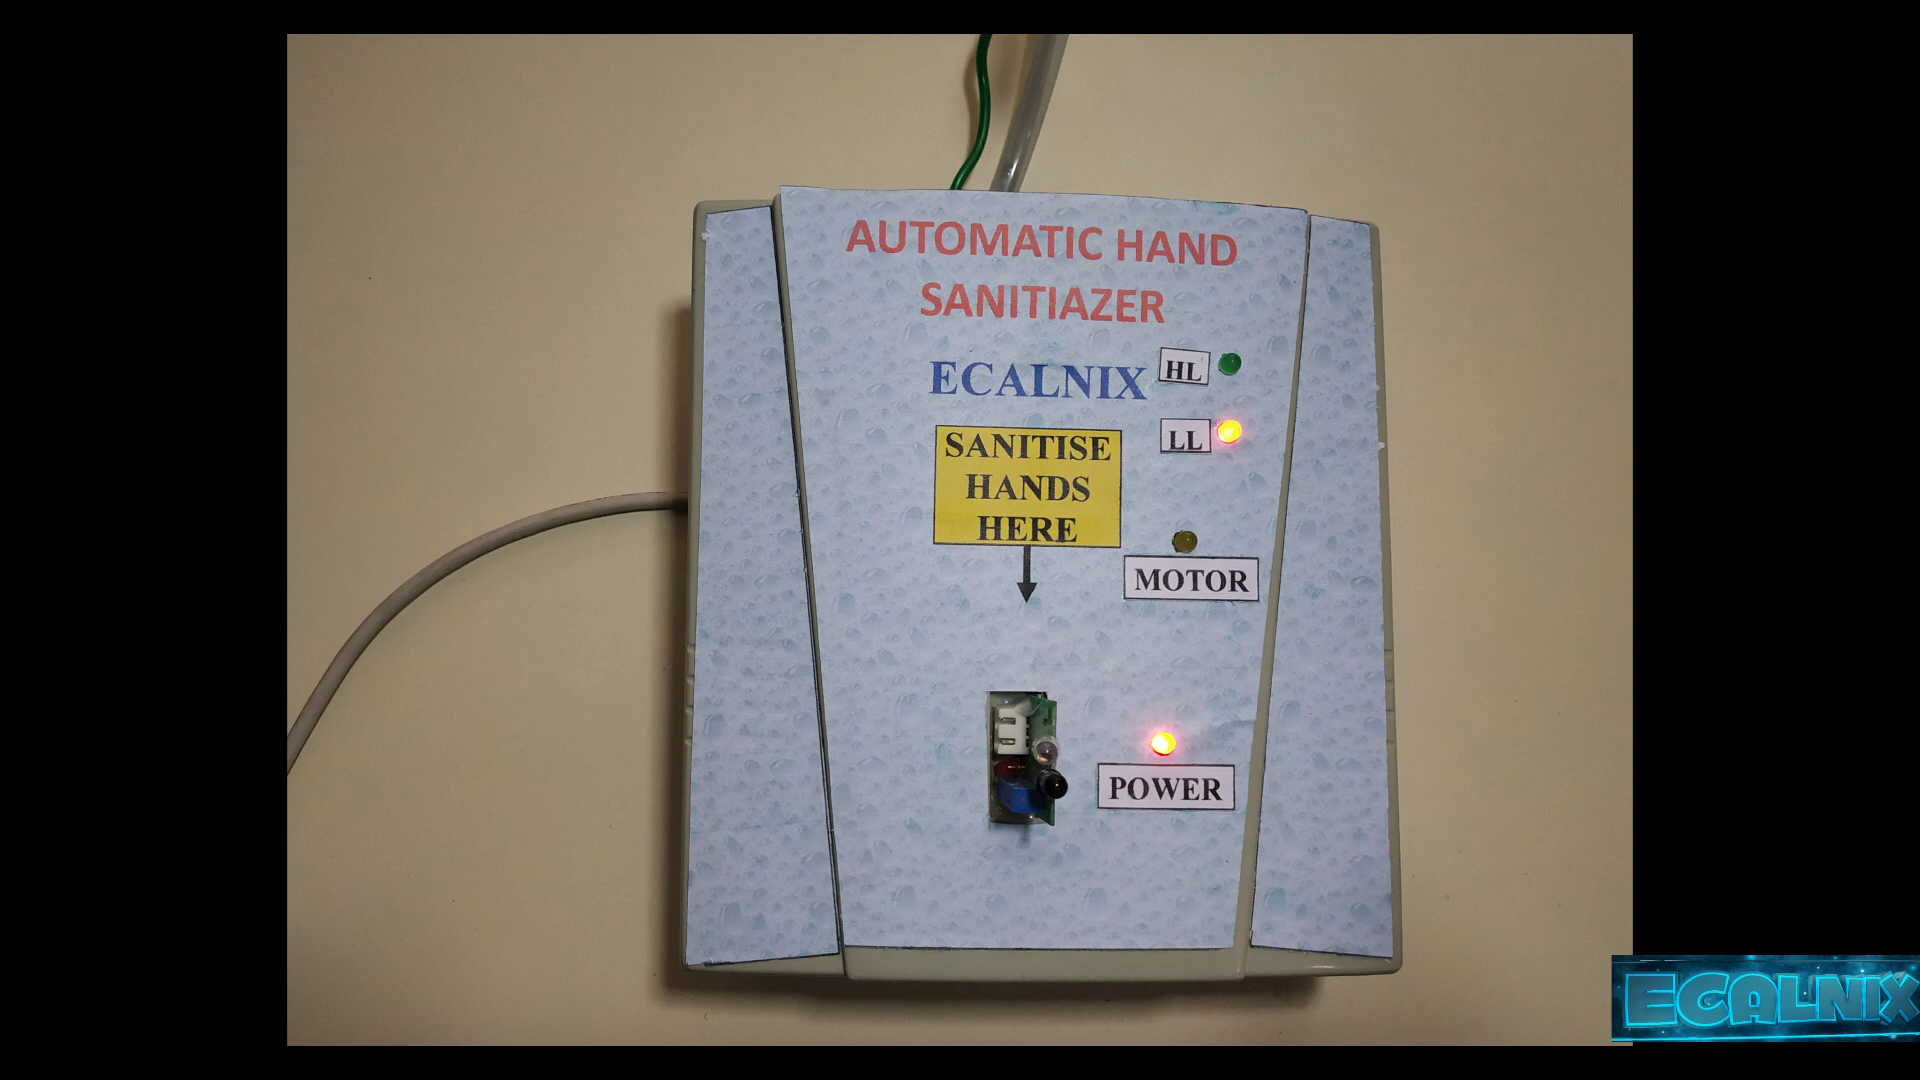 AUTOMATIC HAND
SANITIAZER
ECALNIX
HL
LL
SANITISE
HANDS
HERE
MOTOR
POWER
ECALNIX